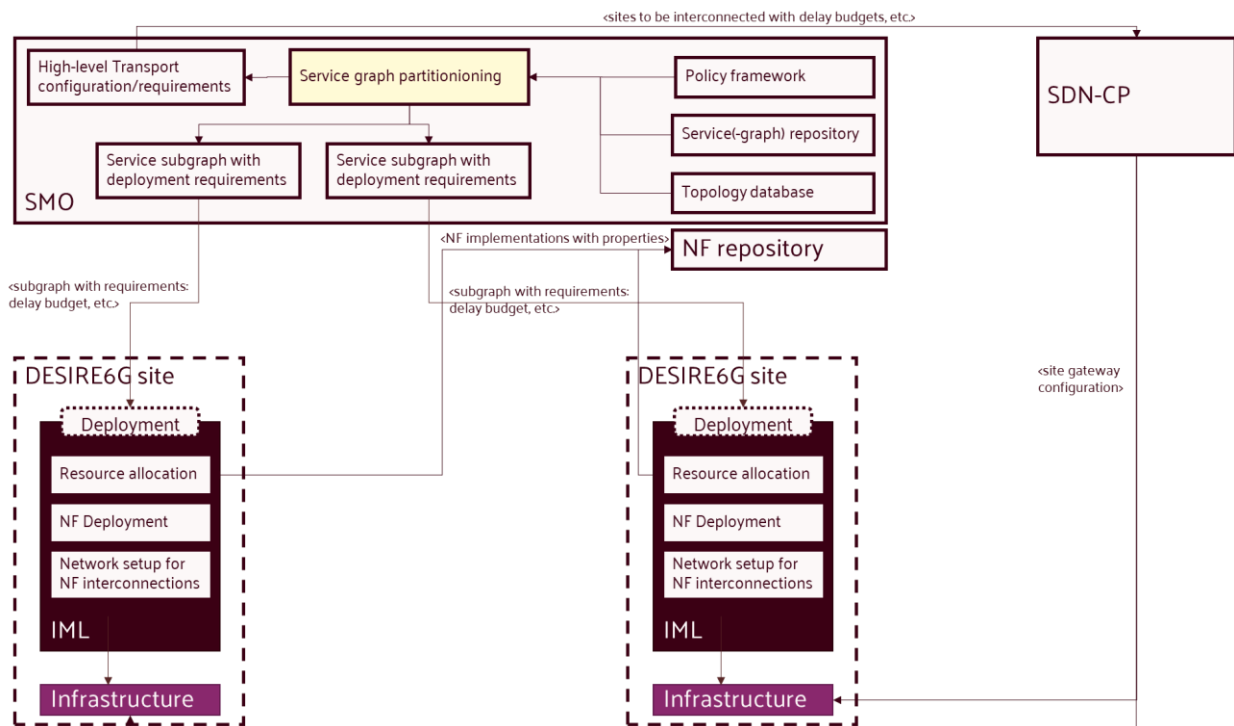 <sites to be interconnected with delay budgets, etc.>
High-level Transport
configuration/requirements
Service graph partitionioning
Policy framework
SDN-CP
Service(-graph) repository
Service subgraph with
deployment requirements
Service subgraph with
deployment requirements
Topology database
SMO
<NF implementations with properties>
NF repository
<subgraph with requirements:
delay budget, etc.>
<subgraph with requirements:
delay budget, etc.>
<site gateway
configuration>
DESIRE6G site
Deployment
Resource allocation
NF Deployment
Network setup for
NF interconnections
IML
Infrastructure
DESIRE6G site
Deployment
Resource allocation
NF Deployment
Network setup for
NF interconnections
IML
Infrastructure